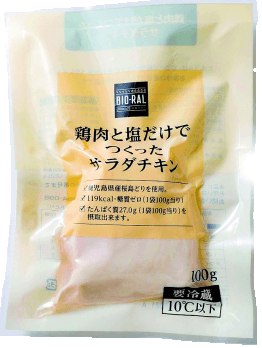 BIO-RAL
鶏肉と塩だけで
つくった
サラダチキン
鹿児島県産桜島どりを使用。
119kcal・糖質ゼロ(1袋100g当り)
たんぱく質27.0g(1袋100g当り)を
摂取出来ます。
100g
要冷蔵
10℃以下